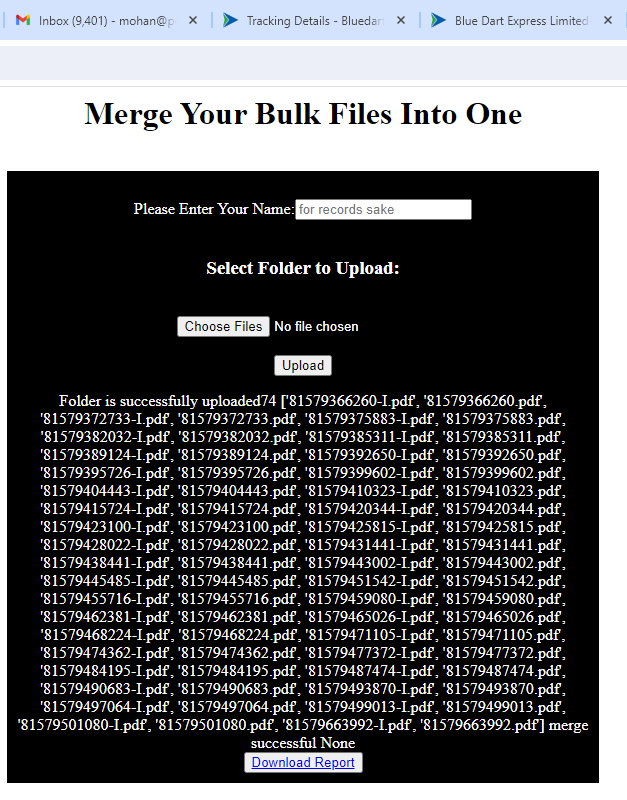 Inbox (9,401) - mohan@p
Tracking Details - Bluedart
Blue Dart Express Limited
Merge Your Bulk Files Into One
Please Enter Your Name: for records sake
Select Folder to Upload:
Choose Files No file chosen
Upload
Folder is successfully uploaded74 ['81579366260-I.pdf', '81579366260.pdf',
'81579372733-I.pdf', '81579372733.pdf', '81579375883-I.pdf', '81579375883.pdf',
'81579382032-I.pdf', '81579382032.pdf', '81579385311-I.pdf', '81579385311.pdf',
'81579389124-I.pdf', '81579389124.pdf', '81579392650-I.pdf', '81579392650.pdf',
'81579395726-I.pdf', '81579395726.pdf', '81579399602-I.pdf', '81579399602.pdf',
'81579404443-I.pdf', '81579404443.pdf', '81579410323-I.pdf', '81579410323.pdf',
'81579415724-I.pdf', '81579415724.pdf', '81579420344-I.pdf', '81579420344.pdf',
'81579423100-I.pdf', '81579423100.pdf', '81579425815-I.pdf', '81579425815.pdf',
'81579428022-I.pdf', '81579428022.pdf', '81579431441-I.pdf', '81579431441.pdf',
'81579438441-I.pdf', '81579438441.pdf', '81579443002-I.pdf', '81579443002.pdf',
'81579445485-I.pdf', '81579445485.pdf', '81579451542-I.pdf', '81579451542.pdf',
'81579455716-I.pdf', '81579455716.pdf', '81579459080-I.pdf', '81579459080.pdf',
'81579462381-I.pdf', '81579462381.pdf', '81579465026-I.pdf', '81579465026.pdf',
'81579468224-I.pdf', '81579468224.pdf', '81579471105-I.pdf', '81579471105.pdf',
'81579474362-I.pdf', '81579474362.pdf', '81579477372-I.pdf', '81579477372.pdf',
'81579484195-I.pdf', '81579484195.pdf', '81579487474-I.pdf', '81579487474.pdf',
'81579490683-I.pdf', '81579490683.pdf', '81579493870-I.pdf', '81579493870.pdf',
'81579497064-I.pdf', '81579497064.pdf', '81579499013-I.pdf', '81579499013.pdf',
'81579501080-I.pdf', '81579501080.pdf', '81579663992-I.pdf', '81579663992.pdf'] merge
successful None
Download Report